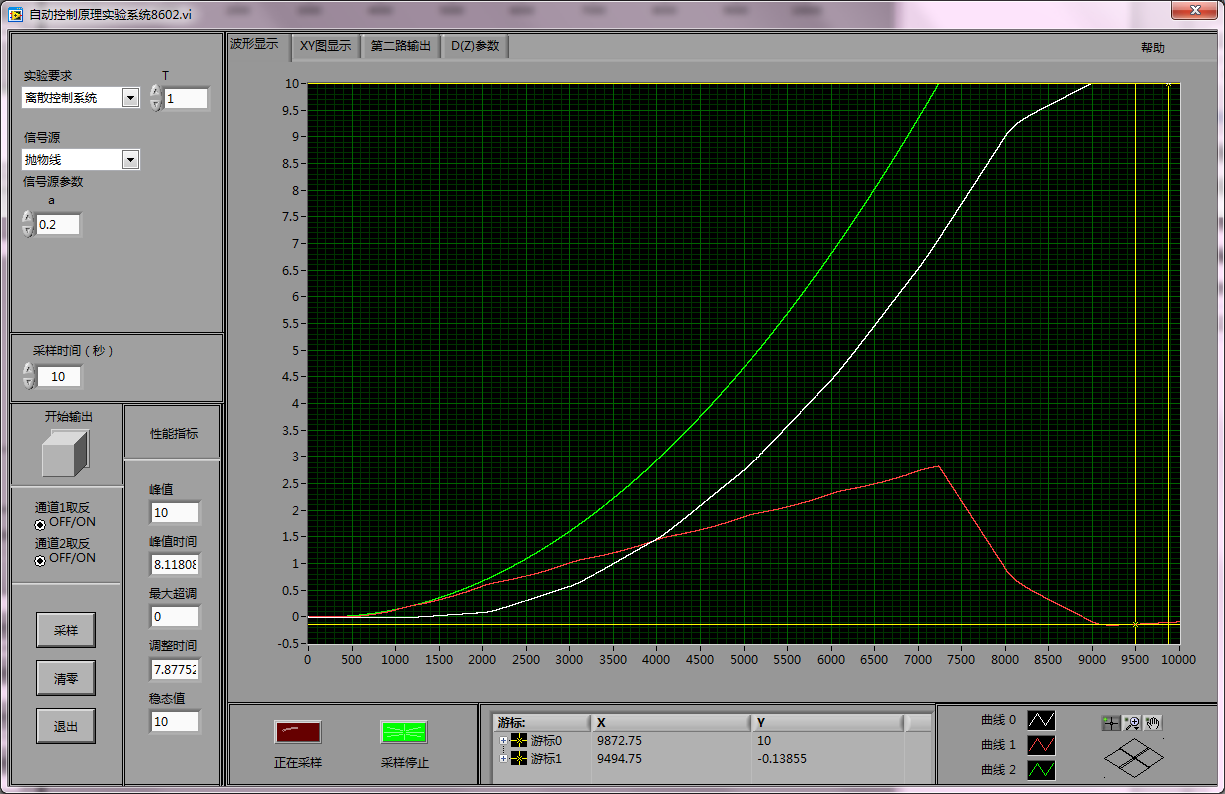 自动控制原理实验系统8602.vi
实验要求
T
离散控制系统
1
信号源
抛物线
信号源参数
a
0.2
采样时间（秒）
10
开始输出
通道1取反
OFF/ON
通道2取反
OFF/ON
采样
清零
退出
性能指标
峰值
10
峰值时间
8.11808
最大超调
0
调整时间
7.87752
稳态值
10
波形显示
XY图显示
第二路输出
D(Z)参数
帮助
10
9.5
9
8.5
8
7.5
7
6.5
6
5.5
5
4.5
4
3.5
3
2.5
2
1.5
1
0.5
0
-0.5
0 500 1000 1500 2000 2500 3000 3500 4000 4500 5000 5500 6000 6500 7000 7500 8000 8500 9000 9500 10000
正在采样
采样停止
游标: X Y
游标0 9872.75 10
游标1 9494.75 -0.13855
曲线 0
曲线 1
曲线 2